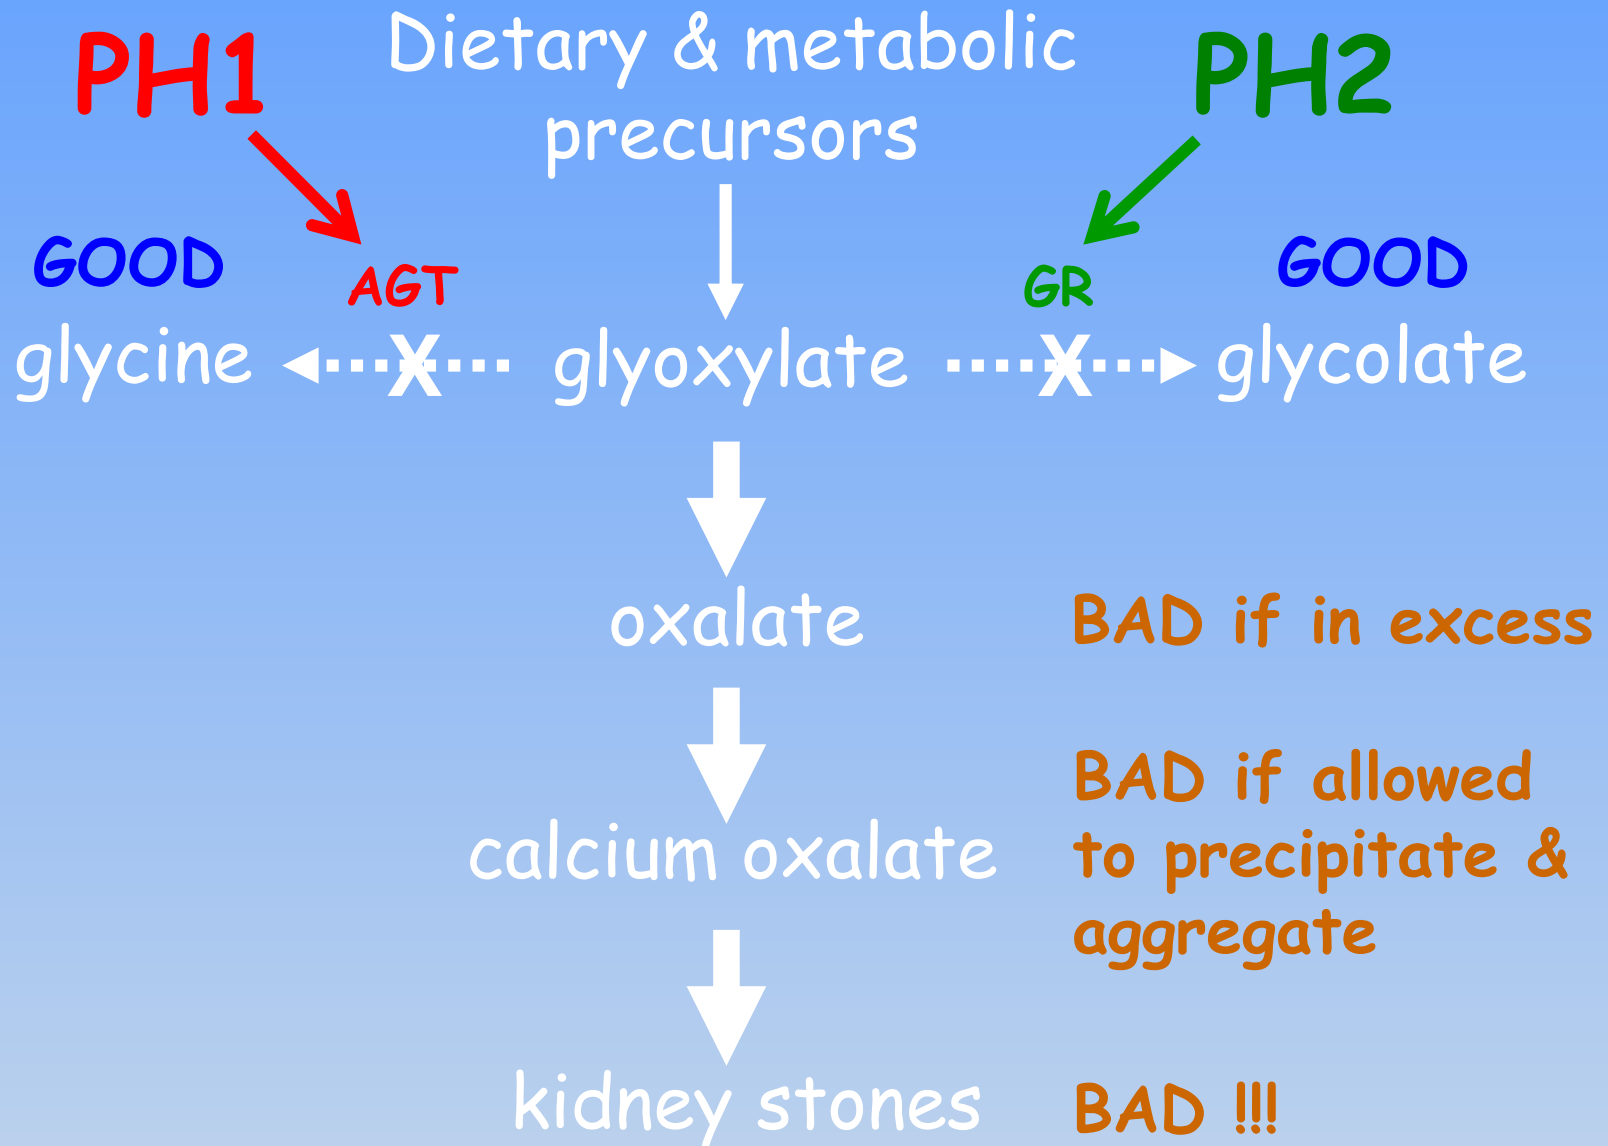 PH1
Dietary & metabolic
precursors
PH2
GOOD
AGT
GR
GOOD
glycine
X
glyoxylate
X
glycolate
oxalate
BAD if in excess
calcium oxalate
BAD if allowed
to precipitate &
aggregate
kidney stones
BAD !!!